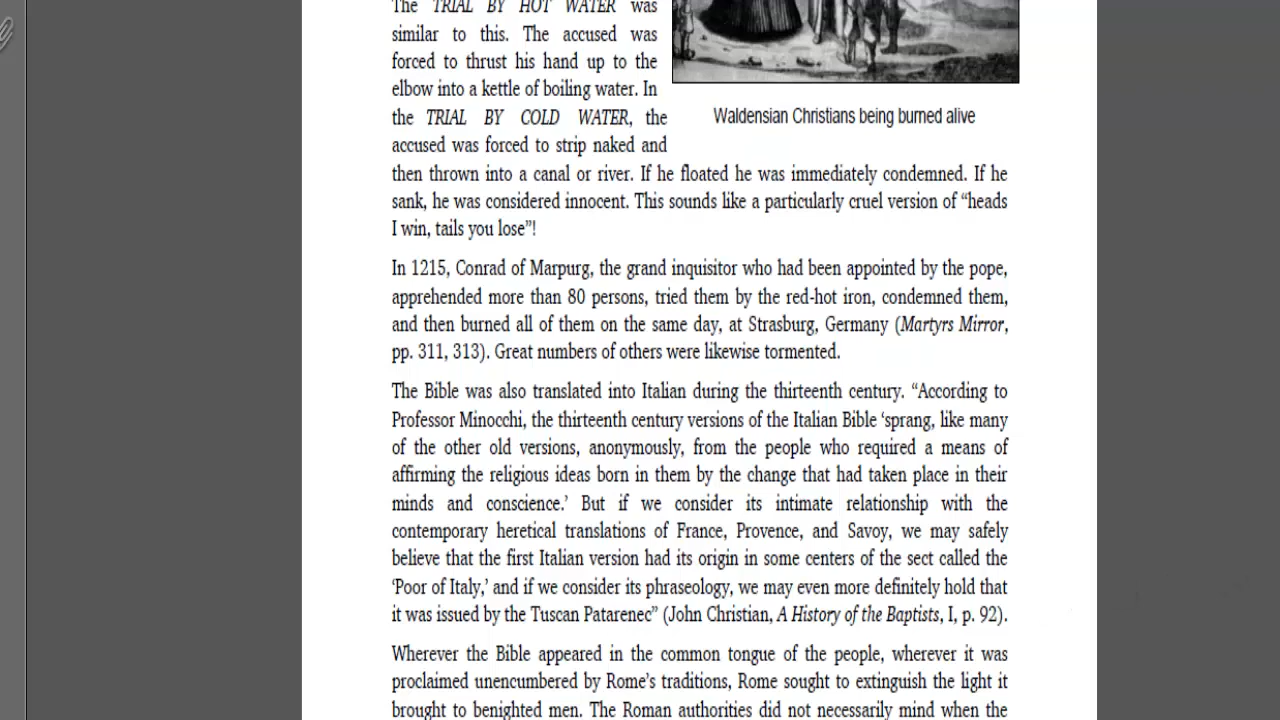 The TRIAL BY HOT WATER was
similar to this. The accused was
forced to thrust his hand up to the
elbow into a kettle of boiling water. In
the TRIAL BY COLD WATER, the
accused was forced to strip naked and
Waldensian Christians being burned alive
then thrown into a canal or river. If he floated he was immediately condemned. If he
sank, he was considered innocent. This sounds like a particularly cruel version of “heads
I win, tails you lose”!
In 1215, Conrad of Marpurg, the grand inquisitor who had been appointed by the pope,
apprehended more than 80 persons, tried them by the red-hot iron, condemned them,
and then burned all of them on the same day, at Strasburg, Germany (Martyrs Mirror,
pp. 311, 313). Great numbers of others were likewise tormented.
The Bible was also translated into Italian during the thirteenth century. “According to
Professor Minocchi, the thirteenth century versions of the Italian Bible ‘sprang, like many
of the other old versions, anonymously, from the people who required a means of
affirming the religious ideas born in them by the change that had taken place in their
minds and conscience.’ But if we consider its intimate relationship with the
contemporary heretical translations of France, Provence, and Savoy, we may safely
believe that the first Italian version had its origin in some centers of the sect called the
‘Poor of Italy,’ and if we consider its phraseology, we may even more definitely hold that
it was issued by the Tuscan Patarenec” (John Christian, A History of the Baptists, I, p. 92).
Wherever the Bible appeared in the common tongue of the people, wherever it was
proclaimed unencumbered by Rome’s traditions, Rome sought to extinguish the light it
brought to benighted men. The Roman authorities did not necessarily mind when the